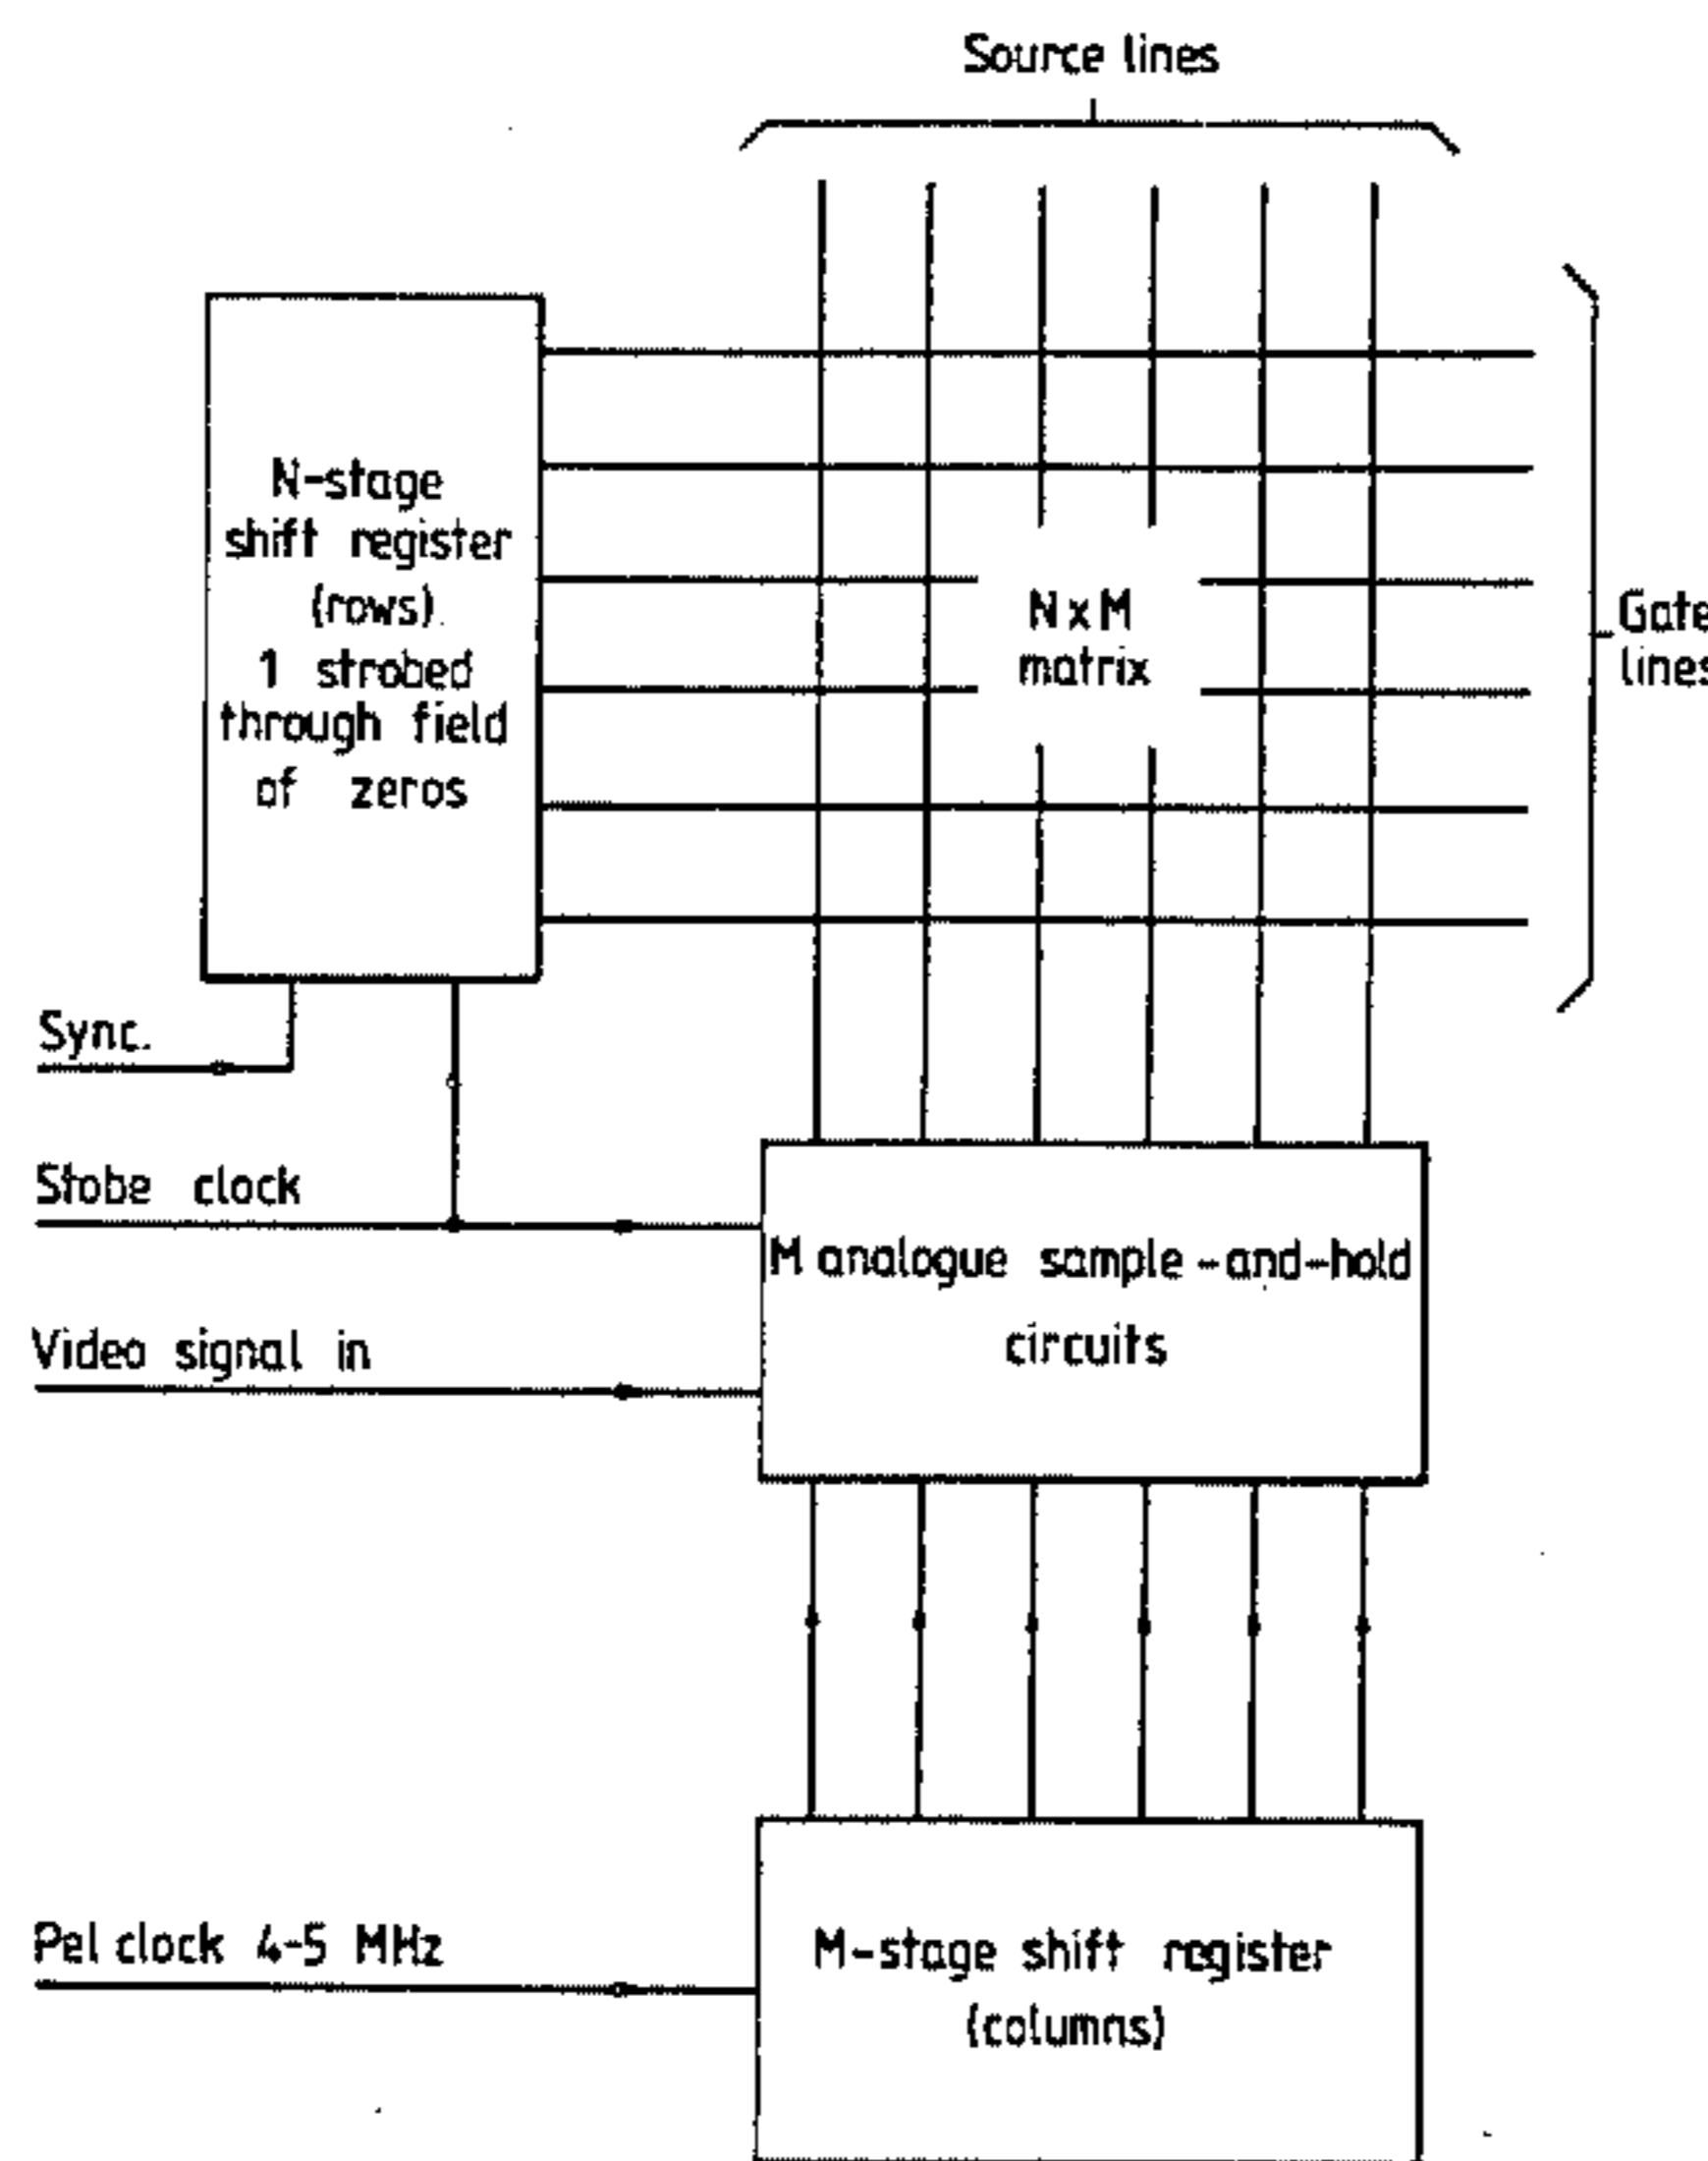 Source lines
N-stage
shift register
(rows)
1 strobed
through field
of zeros
N x M
matrix
Gate
lines
Sync.
Stobe clock
M analogue sample-and-hold
circuits
Video signal in
Pel clock 4-5 MHz
M-stage shift register
(columns)